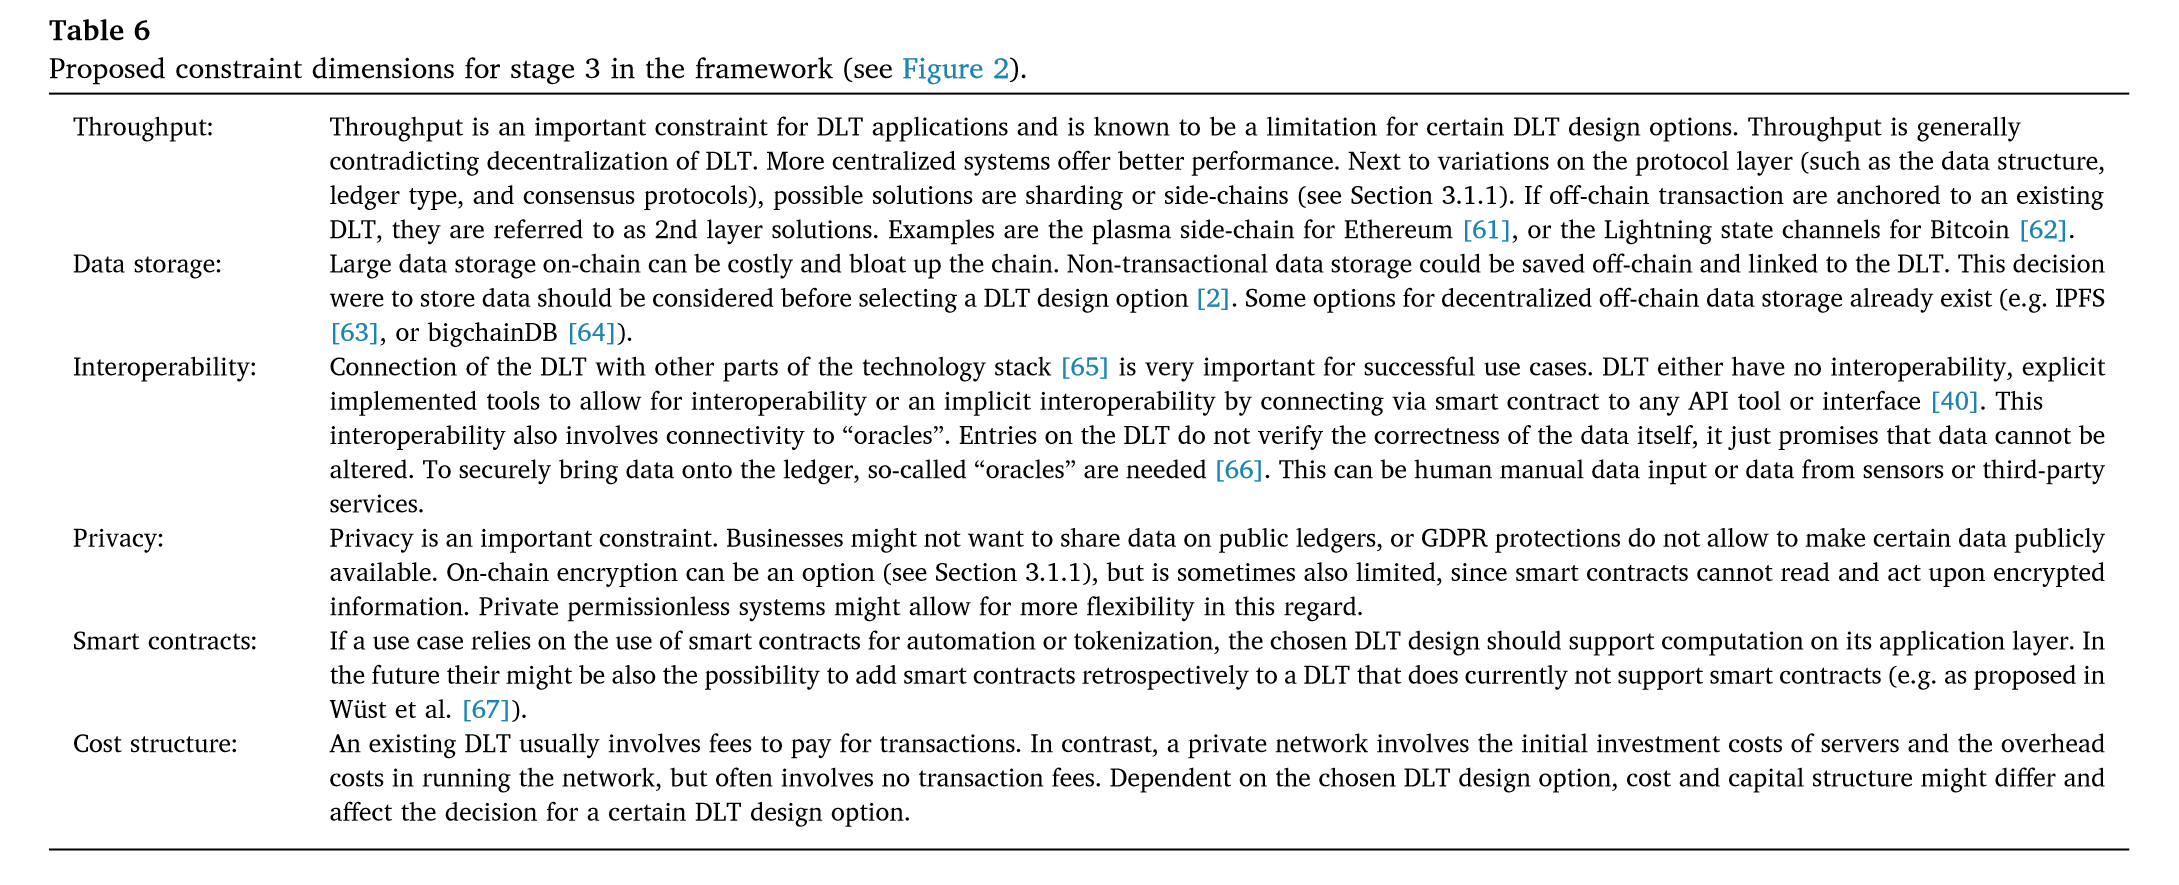 Table 6
Proposed constraint dimensions for stage 3 in the framework (see Figure 2).
Throughput: Throughput is an important constraint for DLT applications and is known to be a limitation for certain DLT design options. Throughput is generally
contradicting decentralization of DLT. More centralized systems offer better performance. Next to variations on the protocol layer (such as the data structure,
ledger type, and consensus protocols), possible solutions are sharding or side-chains (see Section 3.1.1). If off-chain transaction are anchored to an existing
DLT, they are referred to as 2nd layer solutions. Examples are the plasma side-chain for Ethereum [61], or the Lightning state channels for Bitcoin [62].
Data storage: Large data storage on-chain can be costly and bloat up the chain. Non-transactional data storage could be saved off-chain and linked to the DLT. This decision
were to store data should be considered before selecting a DLT design option [2]. Some options for decentralized off-chain data storage already exist (e.g. IPFS
[63], or bigchainDB [64]).
Interoperability: Connection of the DLT with other parts of the technology stack [65] is very important for successful use cases. DLT either have no interoperability, explicit
implemented tools to allow for interoperability or an implicit interoperability by connecting via smart contract to any API tool or interface [40]. This
interoperability also involves connectivity to “oracles”. Entries on the DLT do not verify the correctness of the data itself, it just promises that data cannot be
altered. To securely bring data onto the ledger, so-called “oracles” are needed [66]. This can be human manual data input or data from sensors or third-party
services.
Privacy: Privacy is an important constraint. Businesses might not want to share data on public ledgers, or GDPR protections do not allow to make certain data publicly
available. On-chain encryption can be an option (see Section 3.1.1), but is sometimes also limited, since smart contracts cannot read and act upon encrypted
information. Private permissionless systems might allow for more flexibility in this regard.
Smart contracts: If a use case relies on the use of smart contracts for automation or tokenization, the chosen DLT design should support computation on its application layer. In
the future their might be also the possibility to add smart contracts retrospectively to a DLT that does currently not support smart contracts (e.g. as proposed in
Wüst et al. [67]).
Cost structure: An existing DLT usually involves fees to pay for transactions. In contrast, a private network involves the initial investment costs of servers and the overhead
costs in running the network, but often involves no transaction fees. Dependent on the chosen DLT design option, cost and capital structure might differ and
affect the decision for a certain DLT design option.